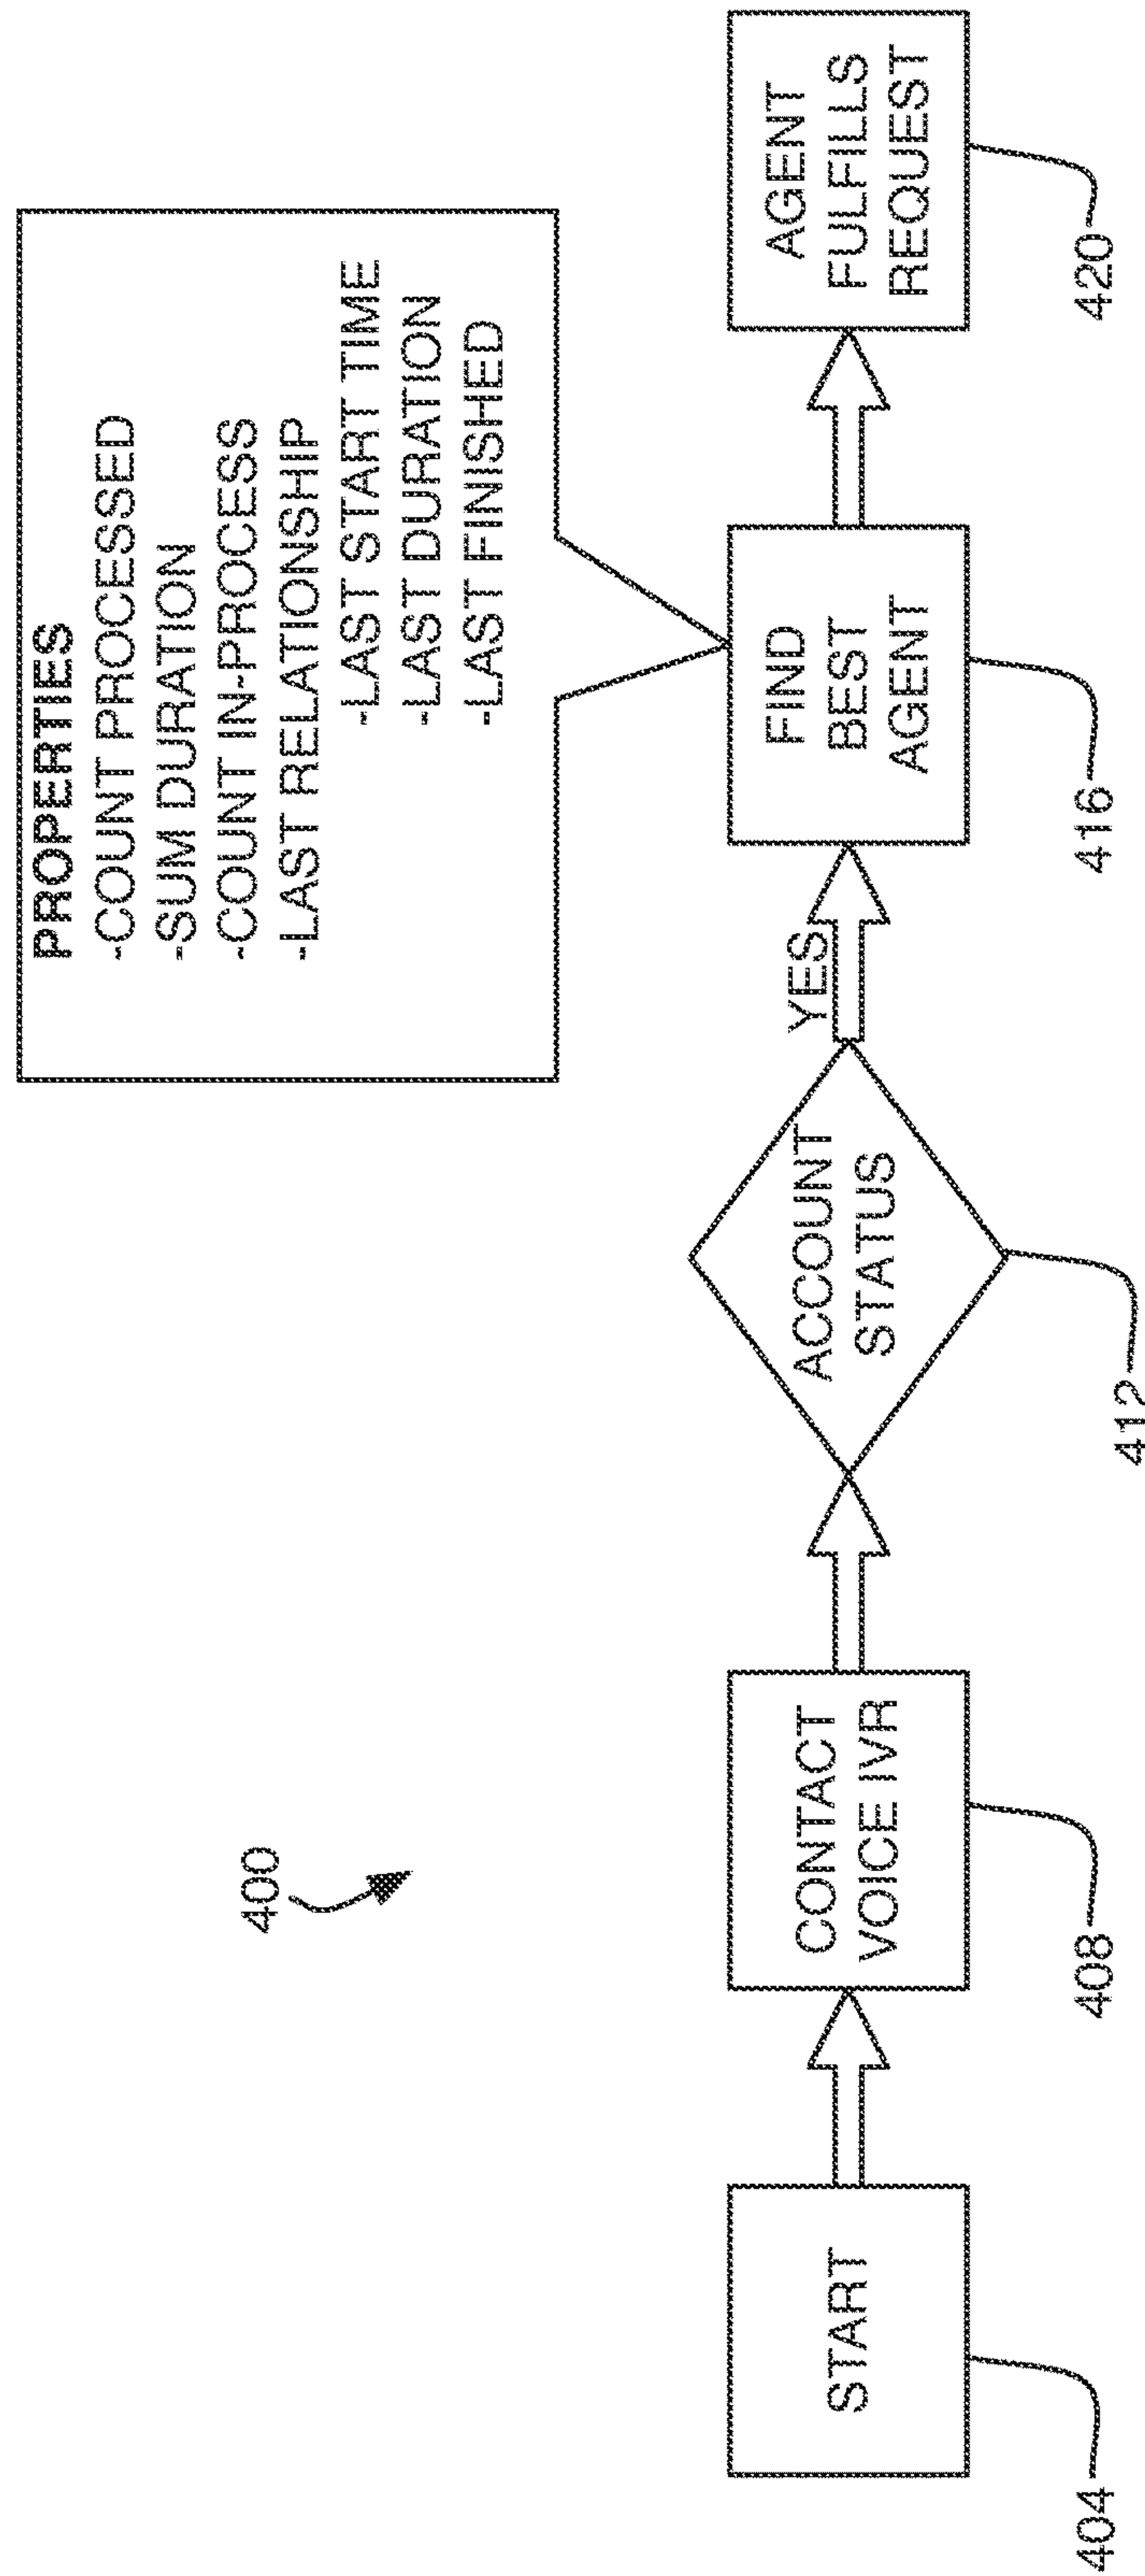 PROPERTIES
-COUNT PROCESSED
-SUM DURATION
-COUNT IN-PROCESS
-LAST RELATIONSHIP
-LAST START TIME
-LAST DURATION
-LAST FINISHED
400
START
404
CONTACT
VOICE IVR
408
ACCOUNT
STATUS
412
YES
FIND
BEST
AGENT
416
AGENT
FULFILLS
REQUEST
420